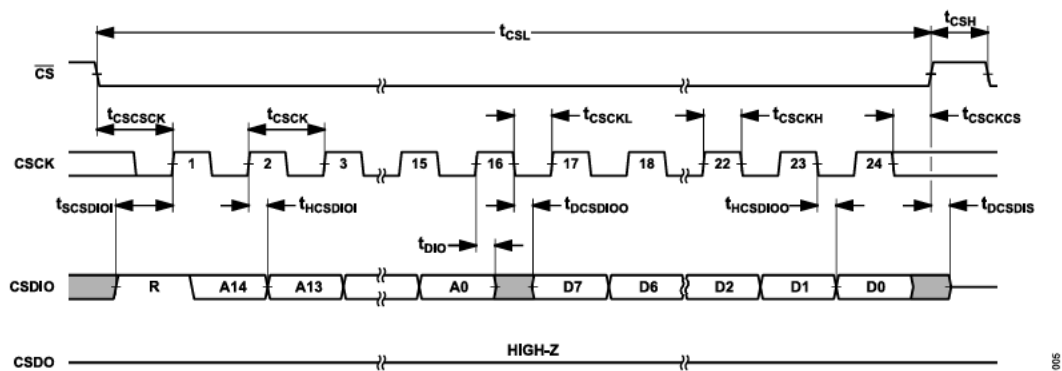 tCSL
tCSH
CS
tCSCSCK
tCSCK
tCSCKL
tCSCKH
tCSCKCS
CSCK
1
2
3
15
16
17
18
22
23
24
tSCSDIOI
tHCSDIOI
tDCSDIOO
tHCSDIOO
tDCSDIS
tDIO
CSDIO
R
A14
A13
A0
D7
D6
D2
D1
D0
HIGH-Z
CSDO
005